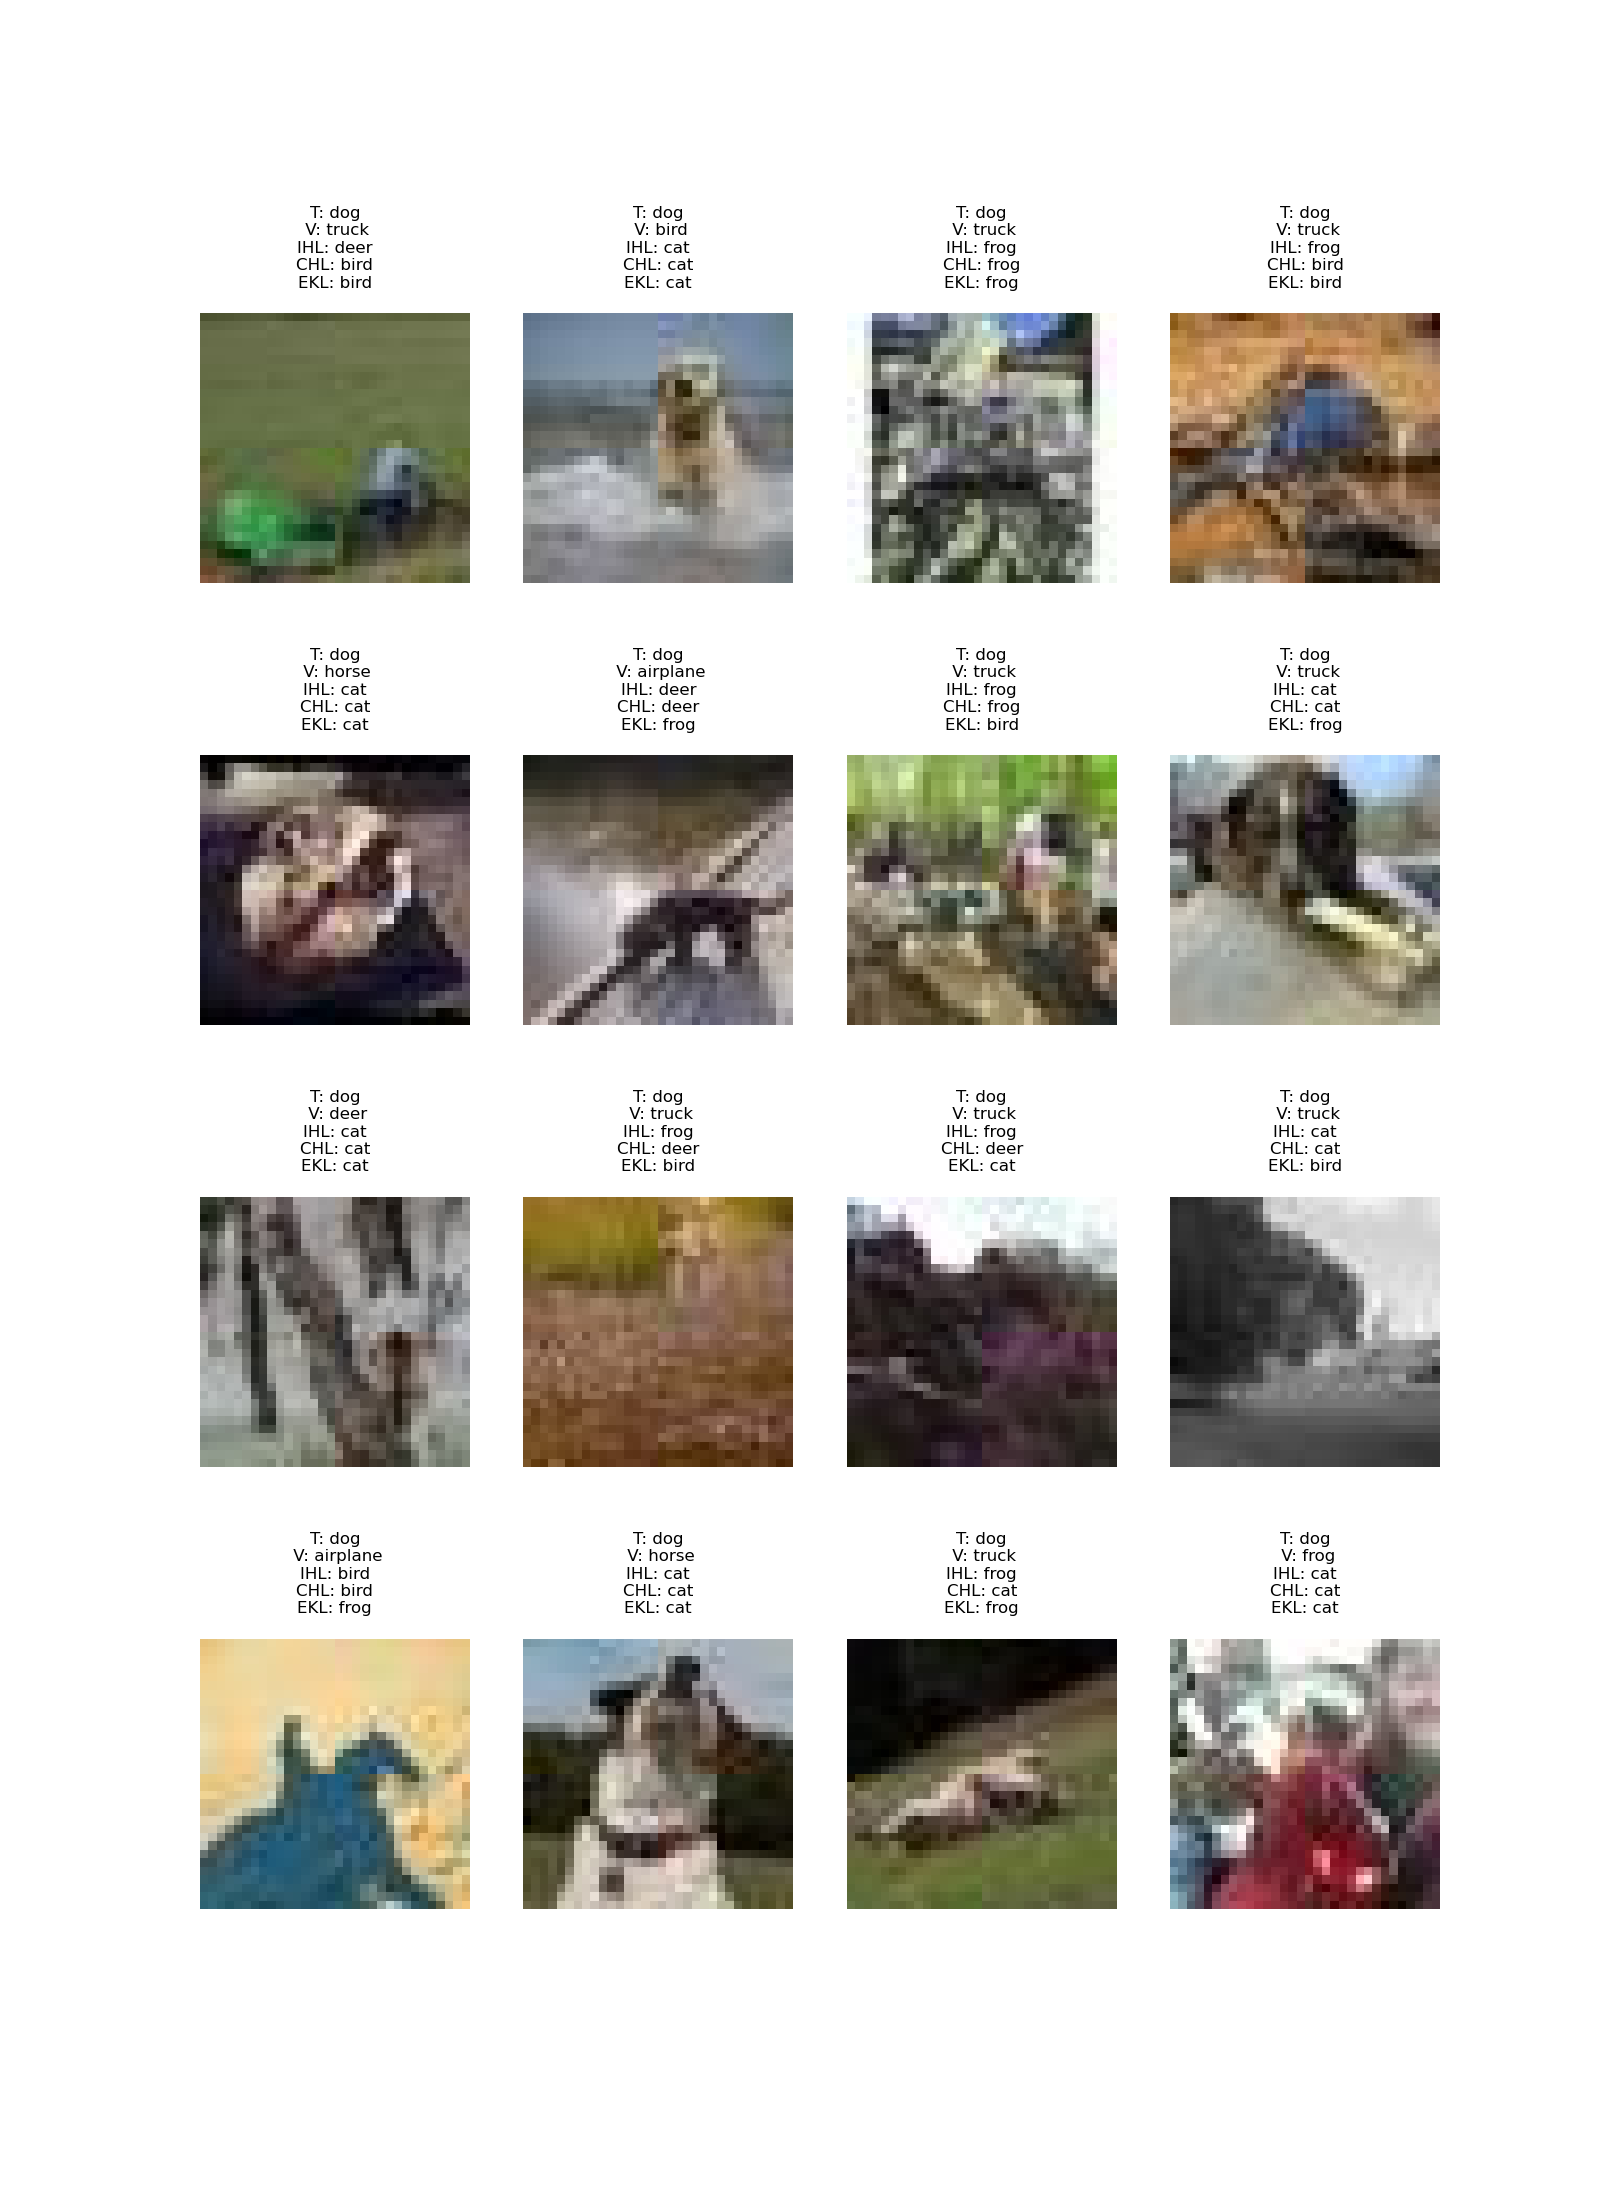 T: dog
V: truck
IHL: deer
CHL: bird
EKL: bird
T: dog
V: bird
IHL: cat
CHL: cat
EKL: cat
T: dog
V: truck
IHL: frog
CHL: frog
EKL: frog
T: dog
V: truck
IHL: frog
CHL: bird
EKL: bird
T: dog
V: horse
IHL: cat
CHL: cat
EKL: cat
T: dog
V: airplane
IHL: deer
CHL: deer
EKL: frog
T: dog
V: truck
IHL: frog
CHL: frog
EKL: bird
T: dog
V: truck
IHL: cat
CHL: cat
EKL: frog
T: dog
V: deer
IHL: cat
CHL: cat
EKL: cat
T: dog
V: truck
IHL: frog
CHL: deer
EKL: bird
T: dog
V: truck
IHL: frog
CHL: deer
EKL: cat
T: dog
V: truck
IHL: cat
CHL: cat
EKL: bird
T: dog
V: airplane
IHL: bird
CHL: bird
EKL: frog
T: dog
V: horse
IHL: cat
CHL: cat
EKL: cat
T: dog
V: truck
IHL: frog
CHL: cat
EKL: frog
T: dog
V: frog
IHL: cat
CHL: cat
EKL: cat